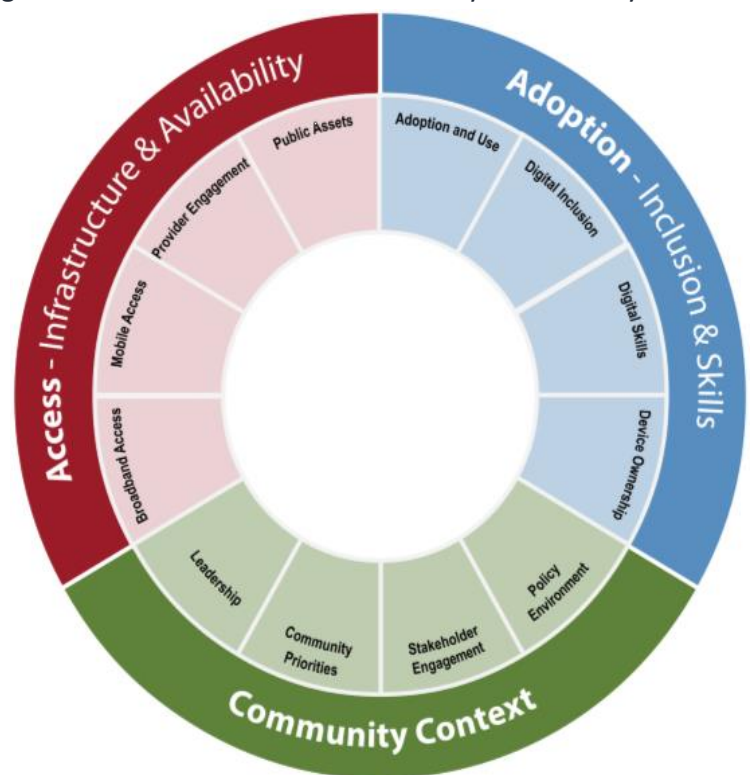 Access - Infrastructure & Availability
Adoption - Inclusion & Skills
Community Context
Public Assets
Provider Engagement
Mobile Access
Broadband Access
Adoption and Use
Digital Inclusion
Digital Skills
Device Ownership
Policy
Environment
Stakeholder
Engagement
Community
Priorities
Leadership